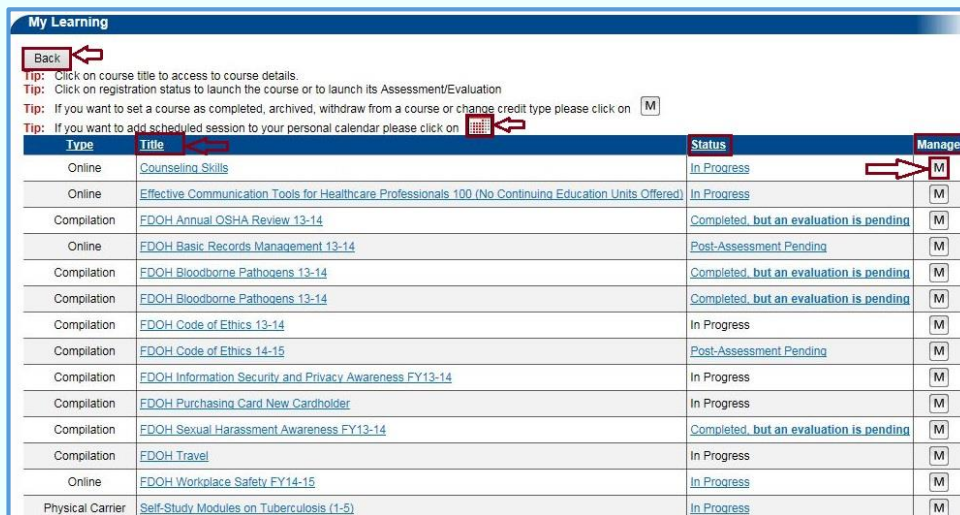 My Learning
Back
Tip: Click on course title to access to course details.
Tip: Click on registration status to launch the course or to launch its Assessment/Evaluation
Tip: If you want to set a course as completed, archived, withdraw from a course or change credit type please click on M
Tip: If you want to add scheduled session to your personal calendar please click on
Type Title Status Manage
Online Counseling Skills In Progress M
Online Effective Communication Tools for Healthcare Professionals 100 (No Continuing Education Units Offered) In Progress M
Compilation FDOH Annual OSHA Review 13-14 Completed, but an evaluation is pending M
Online FDOH Basic Records Management 13-14 Post-Assessment Pending M
Compilation FDOH Bloodborne Pathogens 13-14 Completed, but an evaluation is pending M
Compilation FDOH Bloodborne Pathogens 13-14 Completed, but an evaluation is pending M
Compilation FDOH Code of Ethics 13-14 In Progress M
Compilation FDOH Code of Ethics 14-15 Post-Assessment Pending M
Compilation FDOH Information Security and Privacy Awareness FY13-14 In Progress M
Compilation FDOH Purchasing Card New Cardholder In Progress M
Compilation FDOH Sexual Harassment Awareness FY13-14 Completed, but an evaluation is pending M
Compilation FDOH Travel In Progress M
Online FDOH Workplace Safety FY14-15 In Progress M
Physical Carrier Self-Study Modules on Tuberculosis (1-5) In Progress M